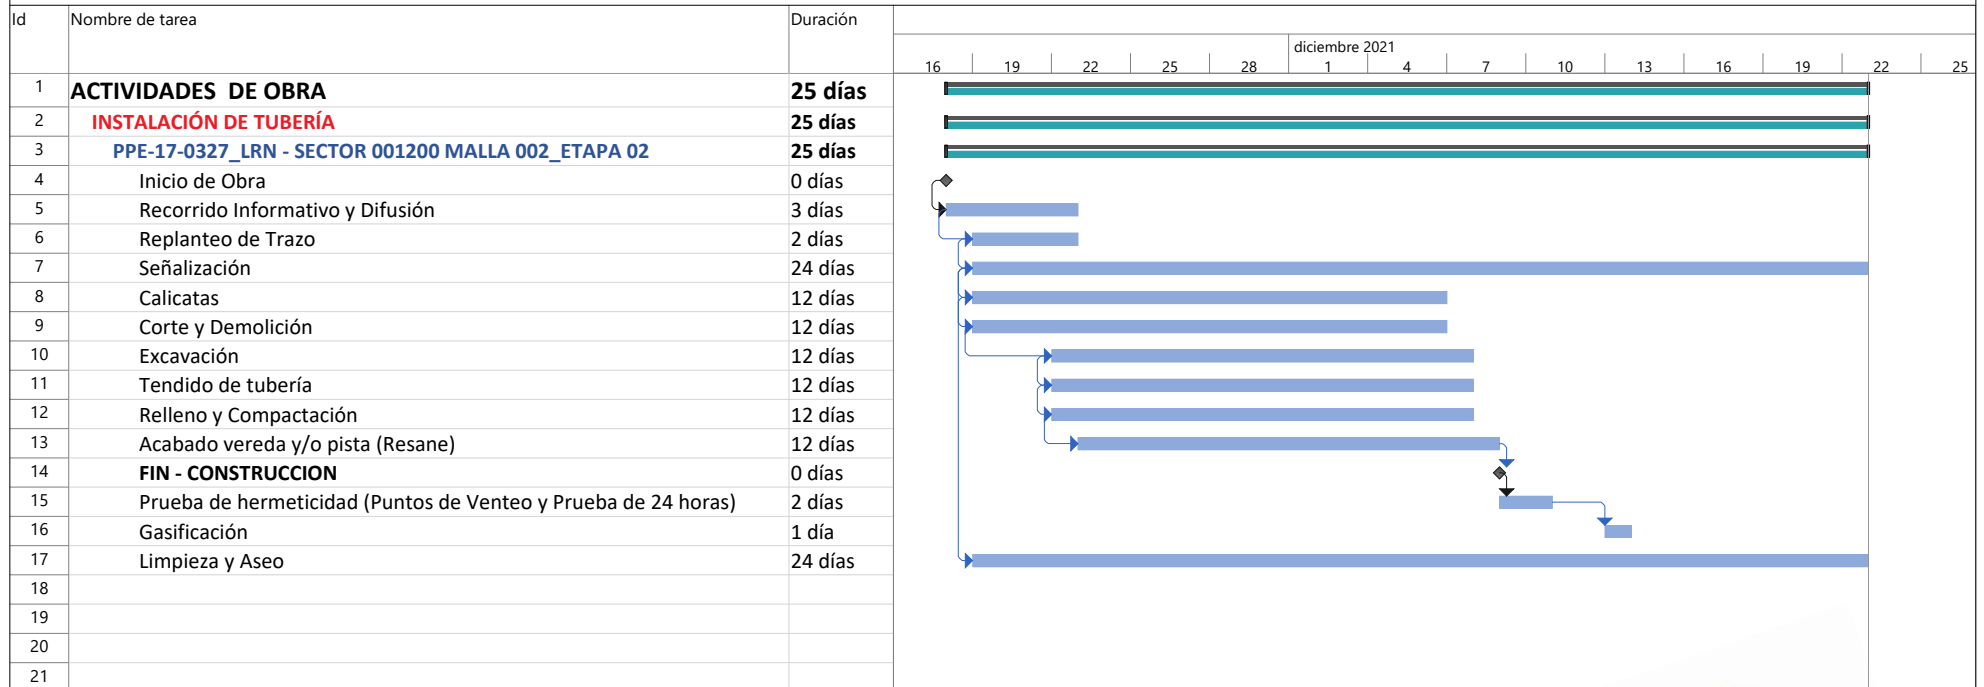 Id Nombre de tarea Duración
diciembre 2021
16 19 22 25 28 1 4 7 10 13 16 19 22 25
1 ACTIVIDADES DE OBRA 25 días
2 INSTALACIÓN DE TUBERÍA 25 días
3 PPE-17-0327_LRN - SECTOR 001200 MALLA 002_ETAPA 02 25 días
4 Inicio de Obra 0 días
5 Recorrido Informativo y Difusión 3 días
6 Replanteo de Trazo 2 días
7 Señalización 24 días
8 Calicatas 12 días
9 Corte y Demolición 12 días
10 Excavación 12 días
11 Tendido de tubería 12 días
12 Relleno y Compactación 12 días
13 Acabado vereda y/o pista (Resane) 12 días
14 FIN - CONSTRUCCION 0 días
15 Prueba de hermeticidad (Puntos de Venteo y Prueba de 24 horas) 2 días
16 Gasificación 1 día
17 Limpieza y Aseo 24 días
18
19
20
21